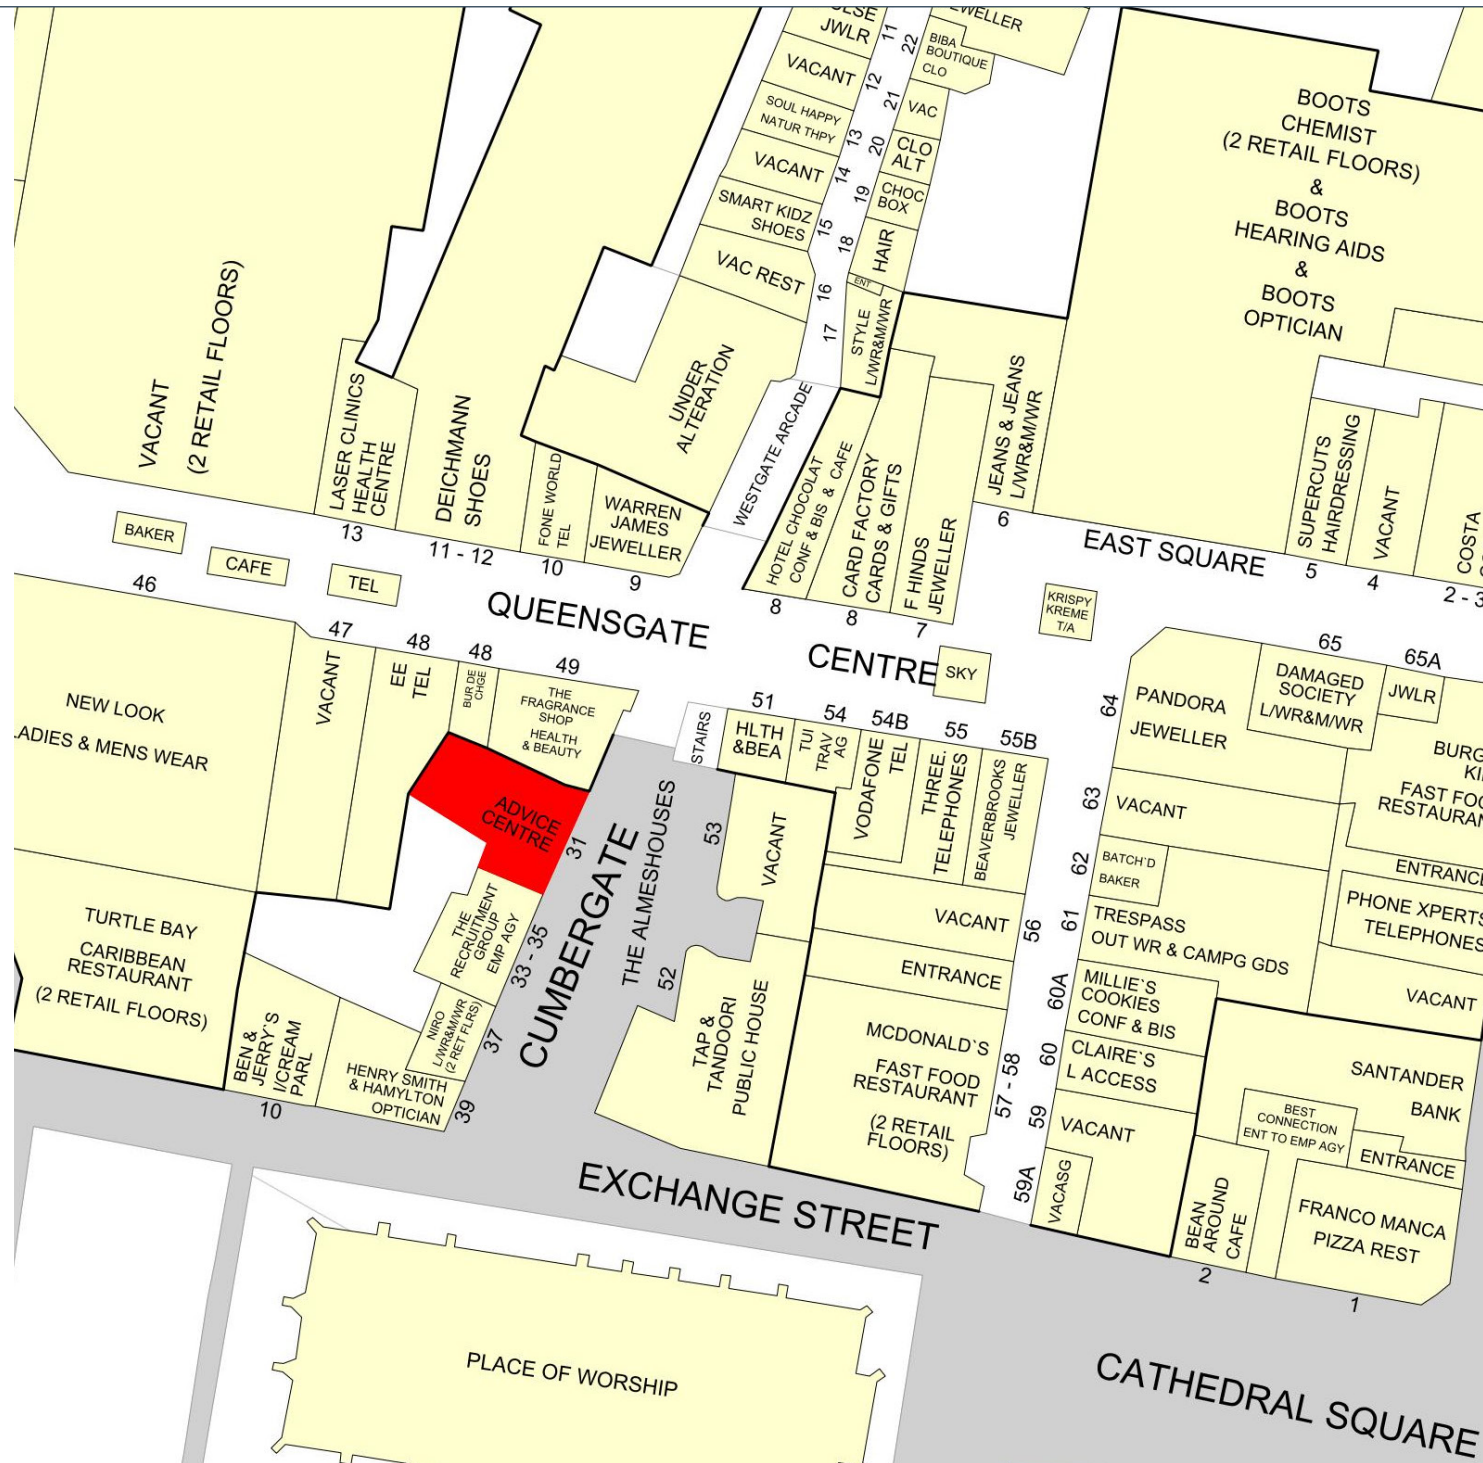 JWLR
11
22
JEWELLER
BIBA
BOUTIQUE
CLO
VACANT
12
21
VAC
SOUL HAPPY
NATUR THPY
13
20
CLO
ALT
VACANT
14
19
CHOC
BOX
SMART KIDZ
SHOES
15
18
HAIR
VAC REST
16
ENT
17
STYLE
L/WR&M/WR
UNDER
ALTERATION
WESTGATE ARCADE
BOOTS
CHEMIST
(2 RETAIL FLOORS)
&
BOOTS
HEARING AIDS
&
BOOTS
OPTICIAN
VACANT
(2 RETAIL FLOORS)
LASER CLINICS
HEALTH
CENTRE
13
DEICHMANN
SHOES
11 - 12
FONE WORLD
TEL
10
WARREN
JAMES
JEWELLER
9
HOTEL CHOCOLAT
CONF & BIS & CAFE
8
CARD FACTORY
CARDS & GIFTS
8
F HINDS
JEWELLER
7
JEANS & JEANS
L/WR&M/WR
6
EAST SQUARE
SUPERCUTS
HAIRDRESSING
5
VACANT
4
COSTA
2 - 3
BAKER
CAFE
TEL
QUEENSGATE
CENTRE
SKY
KRISPY
KREME
T/A
46
NEW LOOK
LADIES & MENS WEAR
47
VACANT
48
EE
TEL
48
BUR DE
CHGE
49
THE
FRAGRANCE
SHOP
HEALTH
& BEAUTY
STAIRS
51
HLTH
&BEA
54
TUI
TRAV
AG
54B
VODAFONE
TEL
55
THREE.
TELEPHONES
55B
BEAVERBROOKS
JEWELLER
64
PANDORA
JEWELLER
65
DAMAGED
SOCIETY
L/WR&M/WR
65A
JWLR
BURG
KI
FAST FOO
RESTAURAN
63
VACANT
62
BATCH`D
BAKER
ENTRANCE
PHONE XPERTS
TELEPHONES
VACANT
61
TRESPASS
OUT WR & CAMPG GDS
60A
MILLIE`S
COOKIES
CONF & BIS
60
CLAIRE`S
L ACCESS
59
VACANT
59A
VACASG
ADVICE
CENTRE
31
CUMBERGATE
THE ALMESHOUSES
53
VACANT
52
TAP &
TANDOORI
PUBLIC HOUSE
VACANT
56
ENTRANCE
MCDONALD`S
FAST FOOD
RESTAURANT
(2 RETAIL
FLOORS)
57 - 58
TURTLE BAY
CARIBBEAN
RESTAURANT
(2 RETAIL FLOORS)
THE
RECRUITMENT
GROUP
EMP AGY
33 - 35
NIRO
L/WR&M/WR
(2 RET FLRS)
37
BEN &
JERRY`S
I/CREAM
PARL
10
HENRY SMITH
& HAMYLTON
OPTICIAN
39
SANTANDER
BANK
BEST
CONNECTION
ENT TO EMP AGY
ENTRANCE
BEAN
AROUND
CAFE
2
FRANCO MANCA
PIZZA REST
1
EXCHANGE STREET
PLACE OF WORSHIP
CATHEDRAL SQUARE